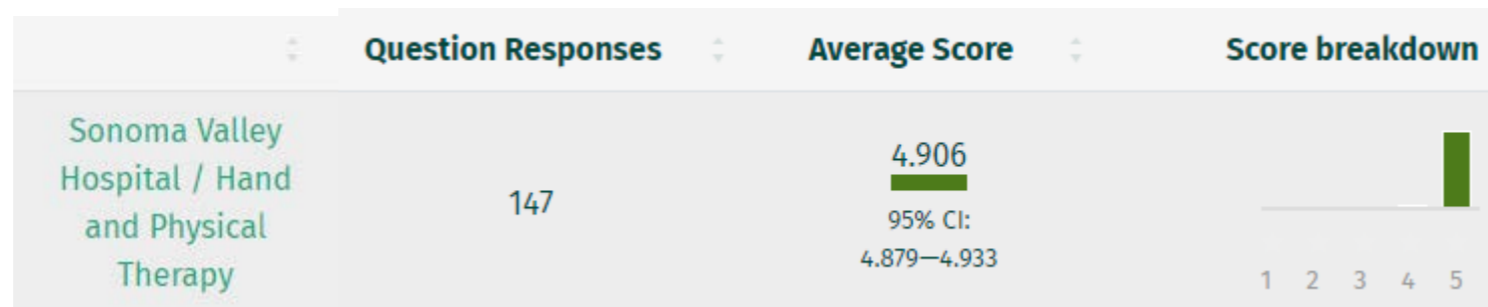 Question Responses
Average Score
Score breakdown
Sonoma Valley
Hospital / Hand
and Physical
Therapy
147
4.906
95% CI:
4.879—4.933
1 2 3 4 5